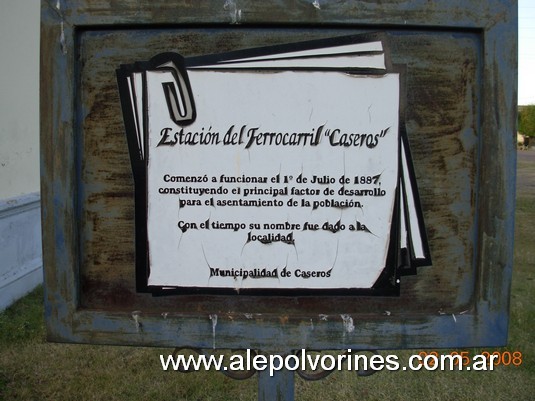 Estación del Ferrocarril "Caseros"
Comenzó a funcionar el 1º de Julio de 1887,
constituyendo el principal factor de desarrollo
para el asentamiento de la población.
Con el tiempo su nombre fue dado a la
localidad.
Municipalidad de Caseros
www.alepolvorines.com.ar
2008